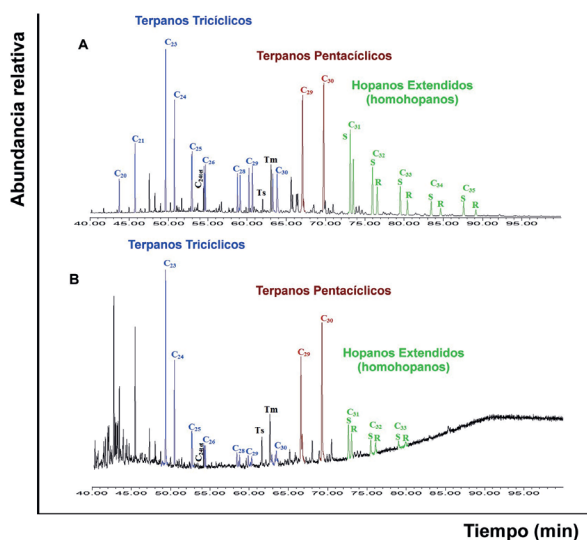 Abundancia relativa
Terpanos Tricíclicos
A
C23
Terpanos Pentacíclicos
C24
C29
C30
Hopanos Extendidos
(homohopanos)
C21
C31
S
C20
C25
C26
C28
C29
Tm
C30
Ts
C32
S
R
C33
S
R
C34
S
R
C35
S
R
40.00 45.00 50.00 55.00 60.00 65.00 70.00 75.00 80.00 85.00 90.00 95.00
Terpanos Tricíclicos
B
C23
Terpanos Pentacíclicos
C30
C24
C29
Hopanos Extendidos
(homohopanos)
C25
C26
C28
C29
Ts
Tm
C30
C31
S R
C32
S R
C33
S R
40.00 45.00 50.00 55.00 60.00 65.00 70.00 75.00 80.00 85.00 90.00 95.00
Tiempo (min)